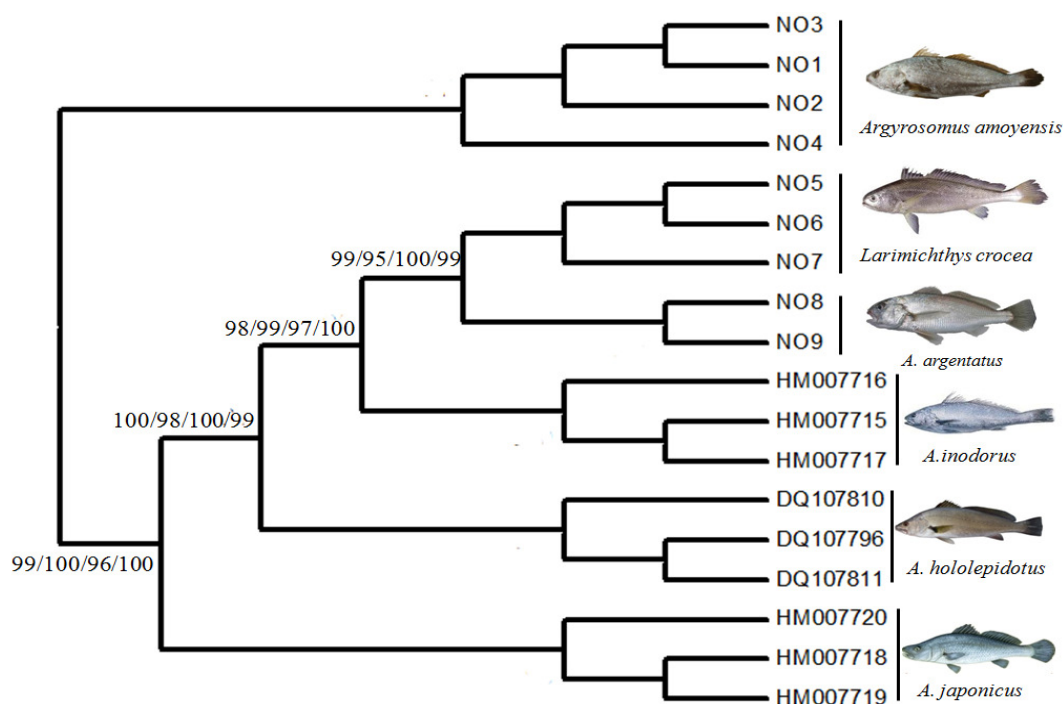 NO3
NO1
NO2
Argyrosomus amoyensis
NO4
NO5
NO6
Larimichthys crocea
99/95/100/99
NO7
NO8
98/99/97/100
NO9
A. argentatus
HM007716
100/98/100/99
HM007715
A.inodorus
HM007717
DQ107810
DQ107796
99/100/96/100
A. hololepidotus
DQ107811
HM007720
HM007718
A. japonicus
HM007719